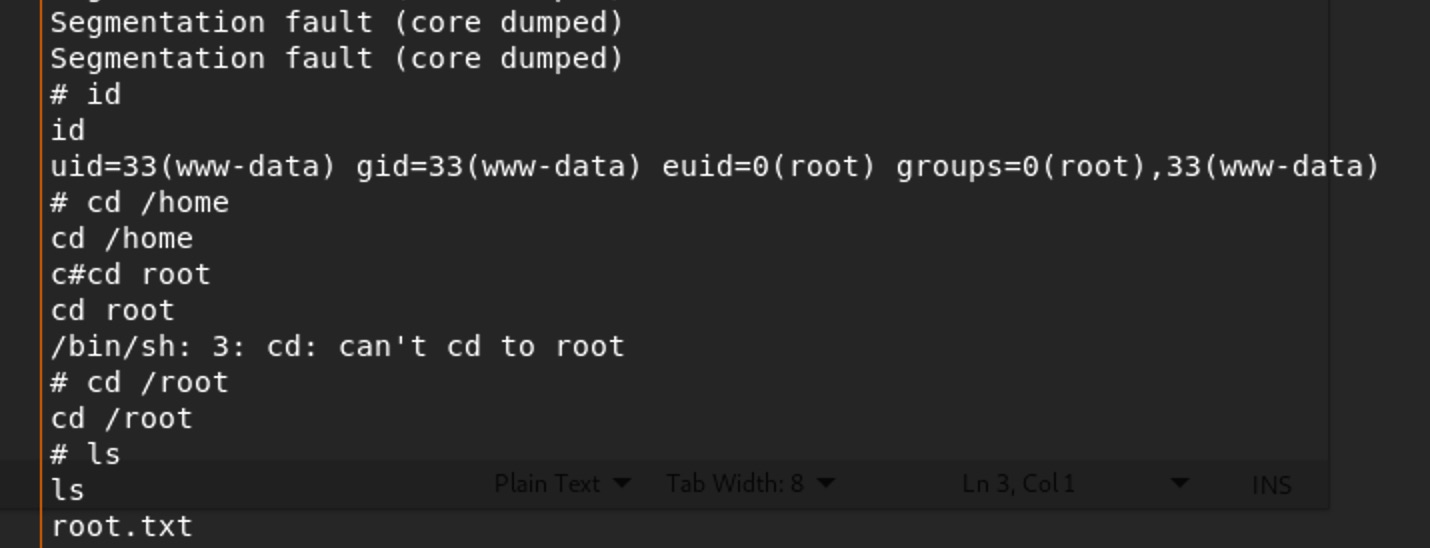 Segmentation fault (core dumped)
Segmentation fault (core dumped)
# id
id
uid=33(www-data) gid=33(www-data) euid=0(root) groups=0(root),33(www-data)
# cd /home
cd /home
c#cd root
cd root
/bin/sh: 3: cd: can't cd to root
# cd /root
cd /root
# ls
Plain Text Tab Width: 8 Ln 3, Col 1 INS
ls
root.txt